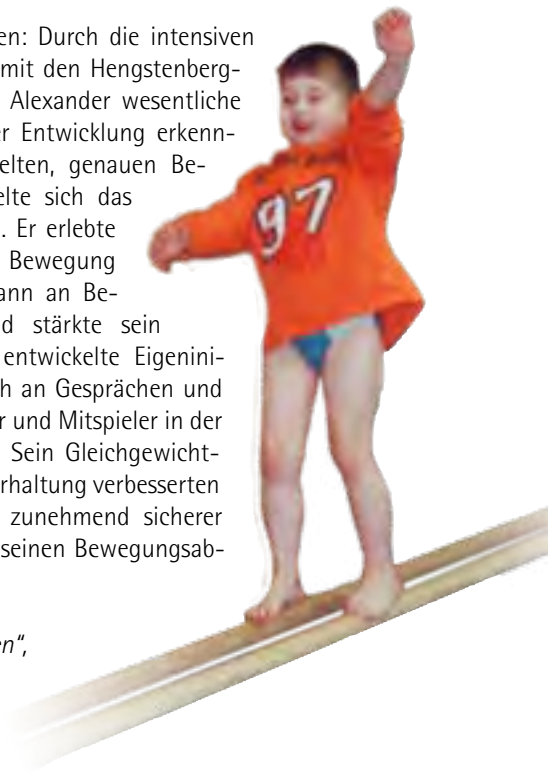 en: Durch die intensiven
mit den Hengstenberg-
Alexander wesentliche
er Entwicklung erkenn-
elten, genauen Be-
elte sich das
. Er erlebte
Bewegung
ann an Be-
d stärkte sein
entwickelte Eigenini-
h an Gesprächen und
r und Mitspieler in der
Sein Gleichgewicht-
rhaltung verbesserten
zunehmend sicherer
seinen Bewegungsab-
en“,
97